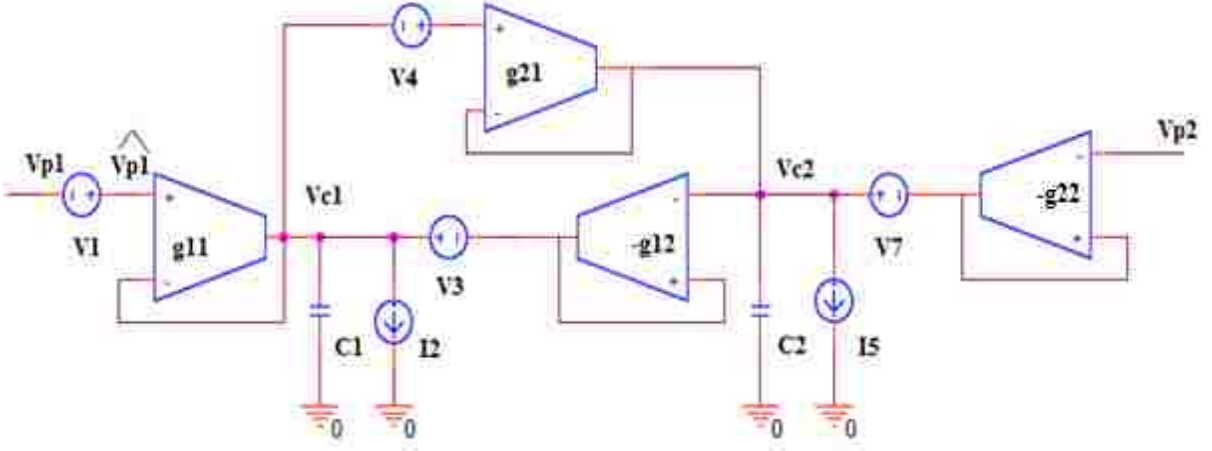 V4
g21
+
-
Vp1
Vp1
V1
g11
+
-
Vc1
V3
-g12
-
+
Vc2
V7
-g22
-
+
Vp2
C1
I2
C2
I5
0
0
0
0